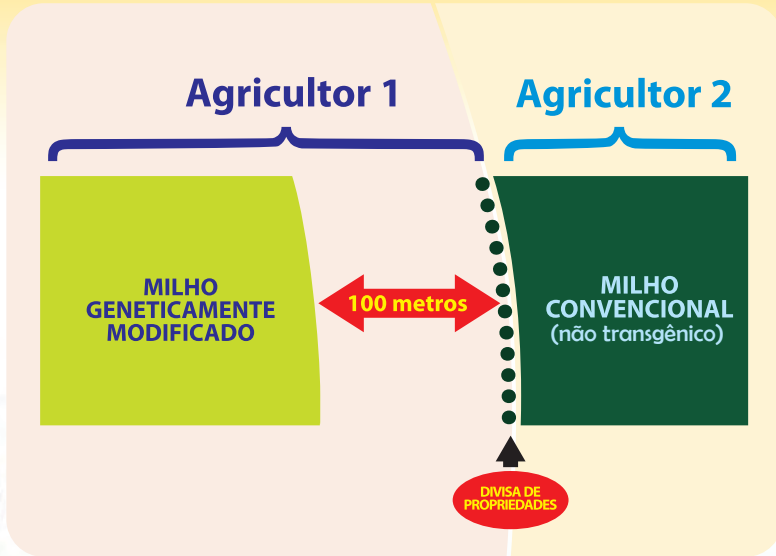 Agricultor 1
Agricultor 2
MILHO
GENETICAMENTE
MODIFICADO
100 metros
MILHO
CONVENCIONAL
(não transgênico)
DIVISA DE
PROPRIEDADES